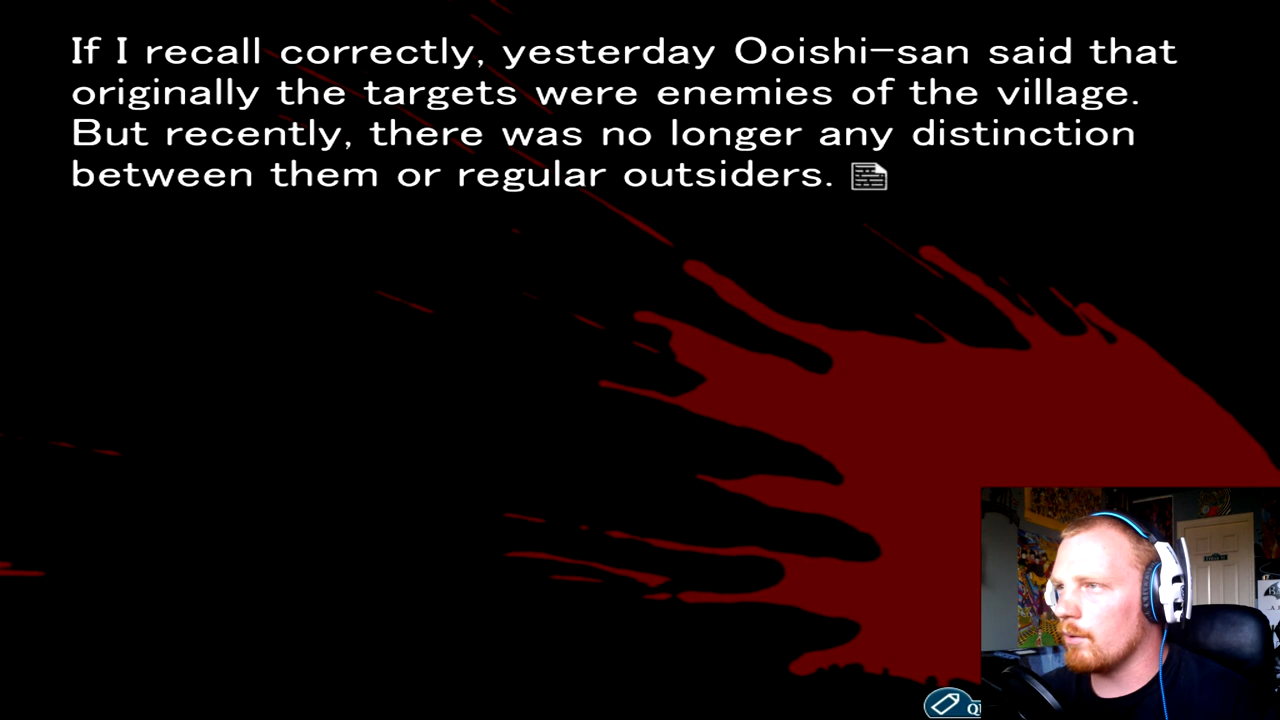 If I recall correctly, yesterday Ooishi-san said that
originally the targets were enemies of the village.
But recently, there was no longer any distinction
between them or regular outsiders.